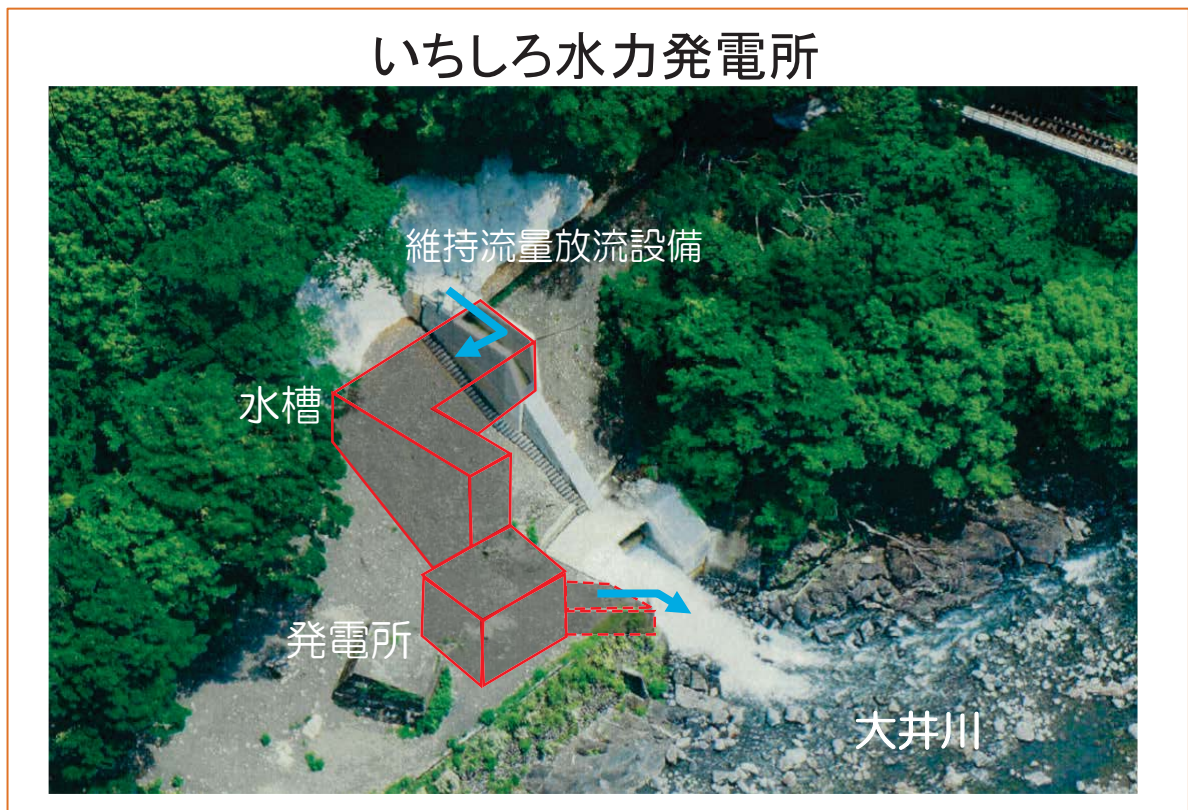 いちしろ水力発電所
維持流量放流設備
水槽
発電所
大井川